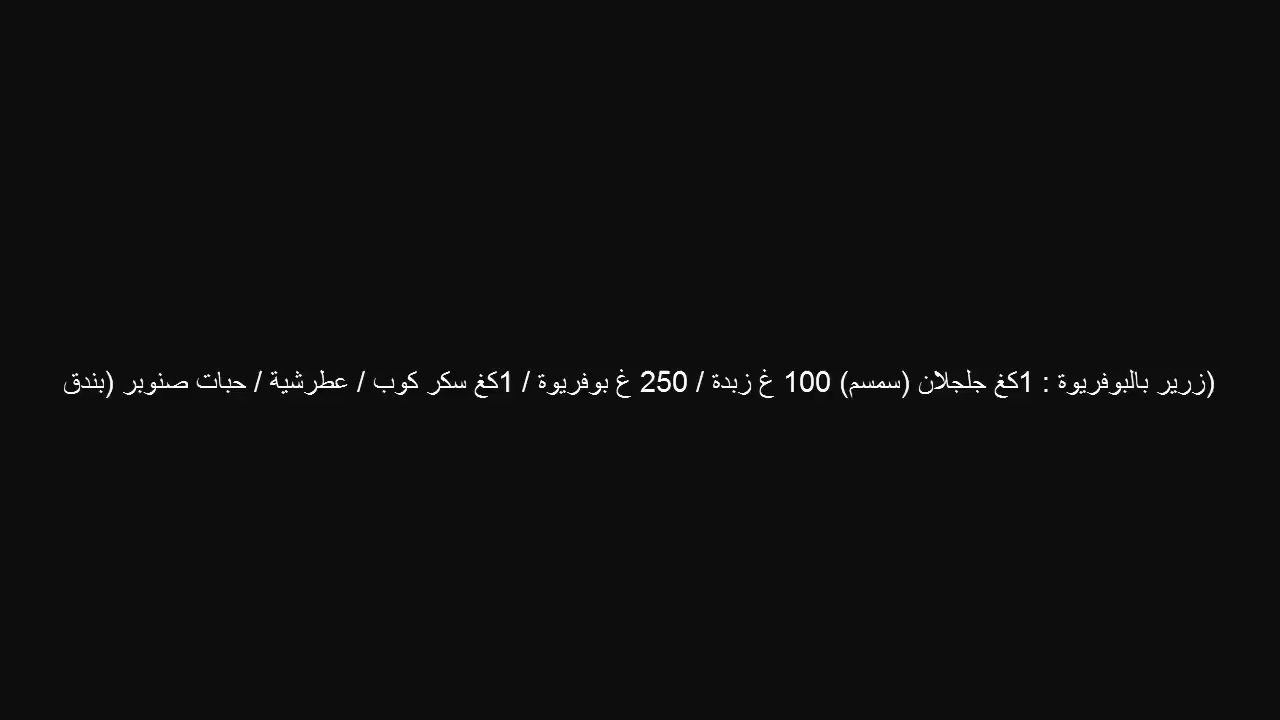 زرير بالبوفريوة : 1كغ جلجلان (سمسم) 100 غ زبدة / 250 غ بوفريوة / 1كغ سكر كوب / عطرشية / حبات صنوبر (بندق)